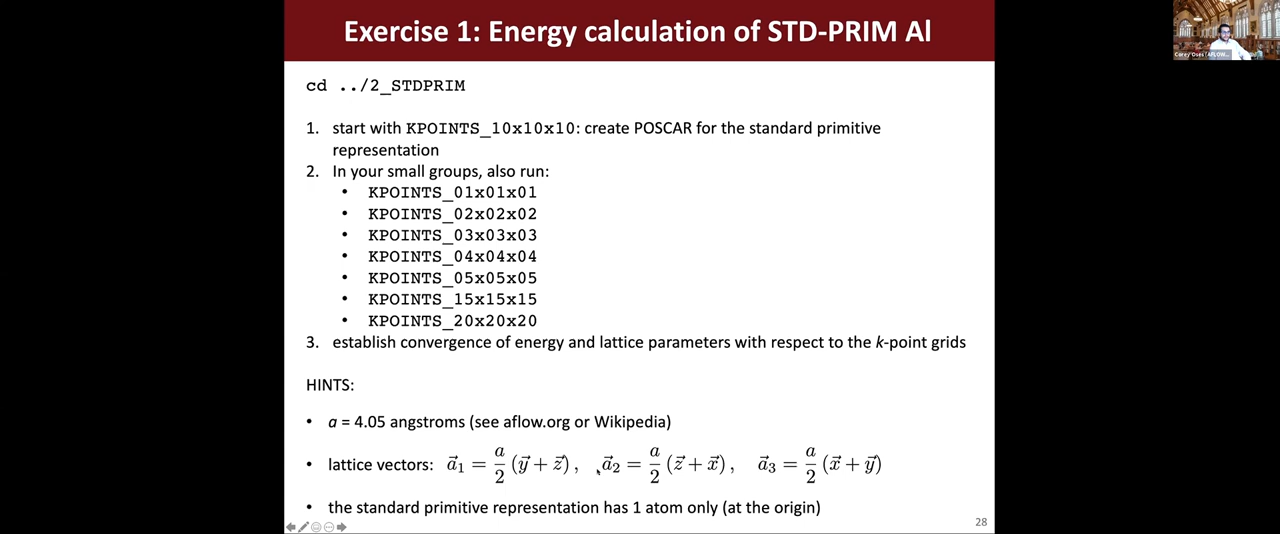 Exercise 1: Energy calculation of STD-PRIM Al
Corey Oses (AFLOW...
cd ../2_STDPRIM
1. start with KPOINTS_10x10x10: create POSCAR for the standard primitive
representation
2. In your small groups, also run:
• KPOINTS_01x01x01
• KPOINTS_02x02x02
• KPOINTS_03x03x03
• KPOINTS_04x04x04
• KPOINTS_05x05x05
• KPOINTS_15x15x15
• KPOINTS_20x20x20
3. establish convergence of energy and lattice parameters with respect to the k-point grids
HINTS:
• a = 4.05 angstroms (see aflow.org or Wikipedia)
• lattice vectors: a⃗₁ = a/2 (y⃗ + z⃗), a⃗₂ = a/2 (z⃗ + x⃗), a⃗₃ = a/2 (x⃗ + y⃗)
• the standard primitive representation has 1 atom only (at the origin)
28